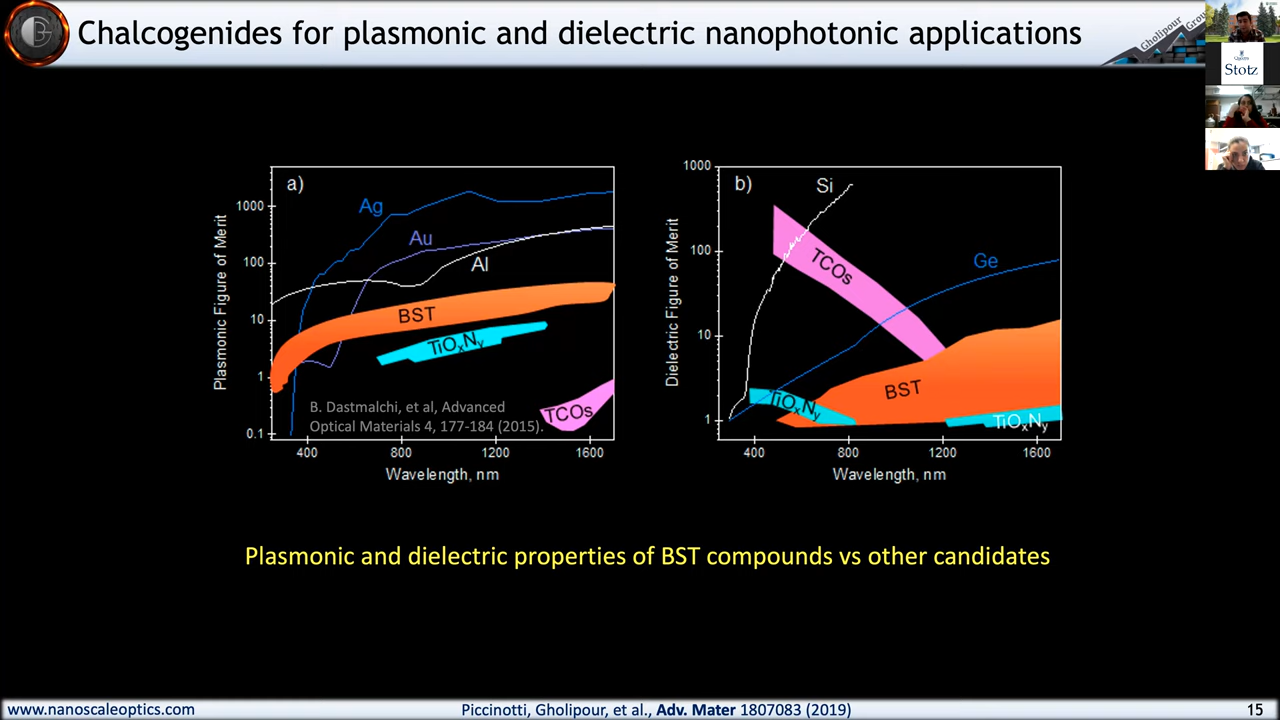 Chalcogenides for plasmonic and dielectric nanophotonic applications
Gholipour Group
Queen's
Stotz
a)
Plasmonic Figure of Merit
1000
100
10
1
0.1
Ag
Au
Al
BST
TiOxNy
TCOs
B. Dastmalchi, et al, Advanced
Optical Materials 4, 177-184 (2015).
400 800 1200 1600
Wavelength, nm
b)
Dielectric Figure of Merit
1000
100
10
1
Si
TCOs
Ge
BST
TiOxNy
TiOxNy
400 800 1200 1600
Wavelength, nm
Plasmonic and dielectric properties of BST compounds vs other candidates
www.nanoscaleoptics.com
Piccinotti, Gholipour, et al., Adv. Mater 1807083 (2019)
15